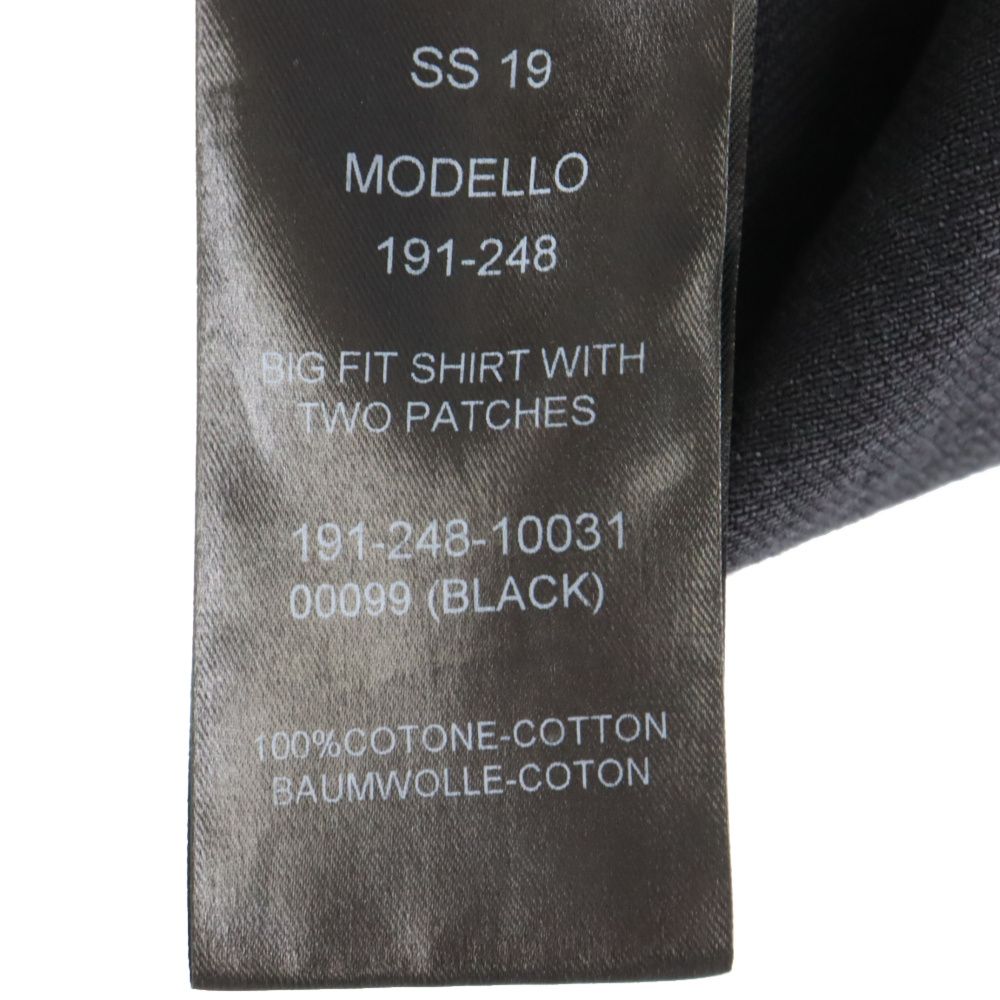 SS 19
MODELLO
191-248
BIG FIT SHIRT WITH
TWO PATCHES
191-248-10031
00099 (BLACK)
100%COTONE-COTTON
BAUMWOLLE-COTON